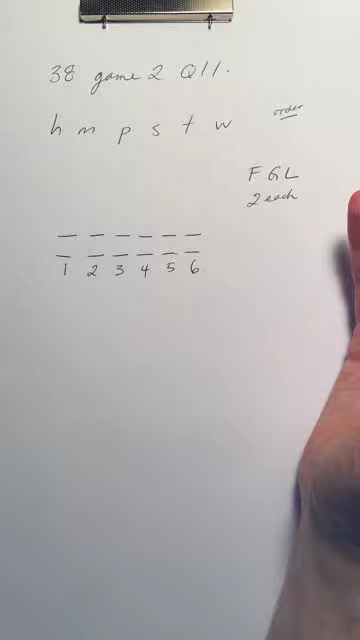 38 game 2 Q11.
h m p s t w
order
F G L
2 each
1 2 3 4 5 6